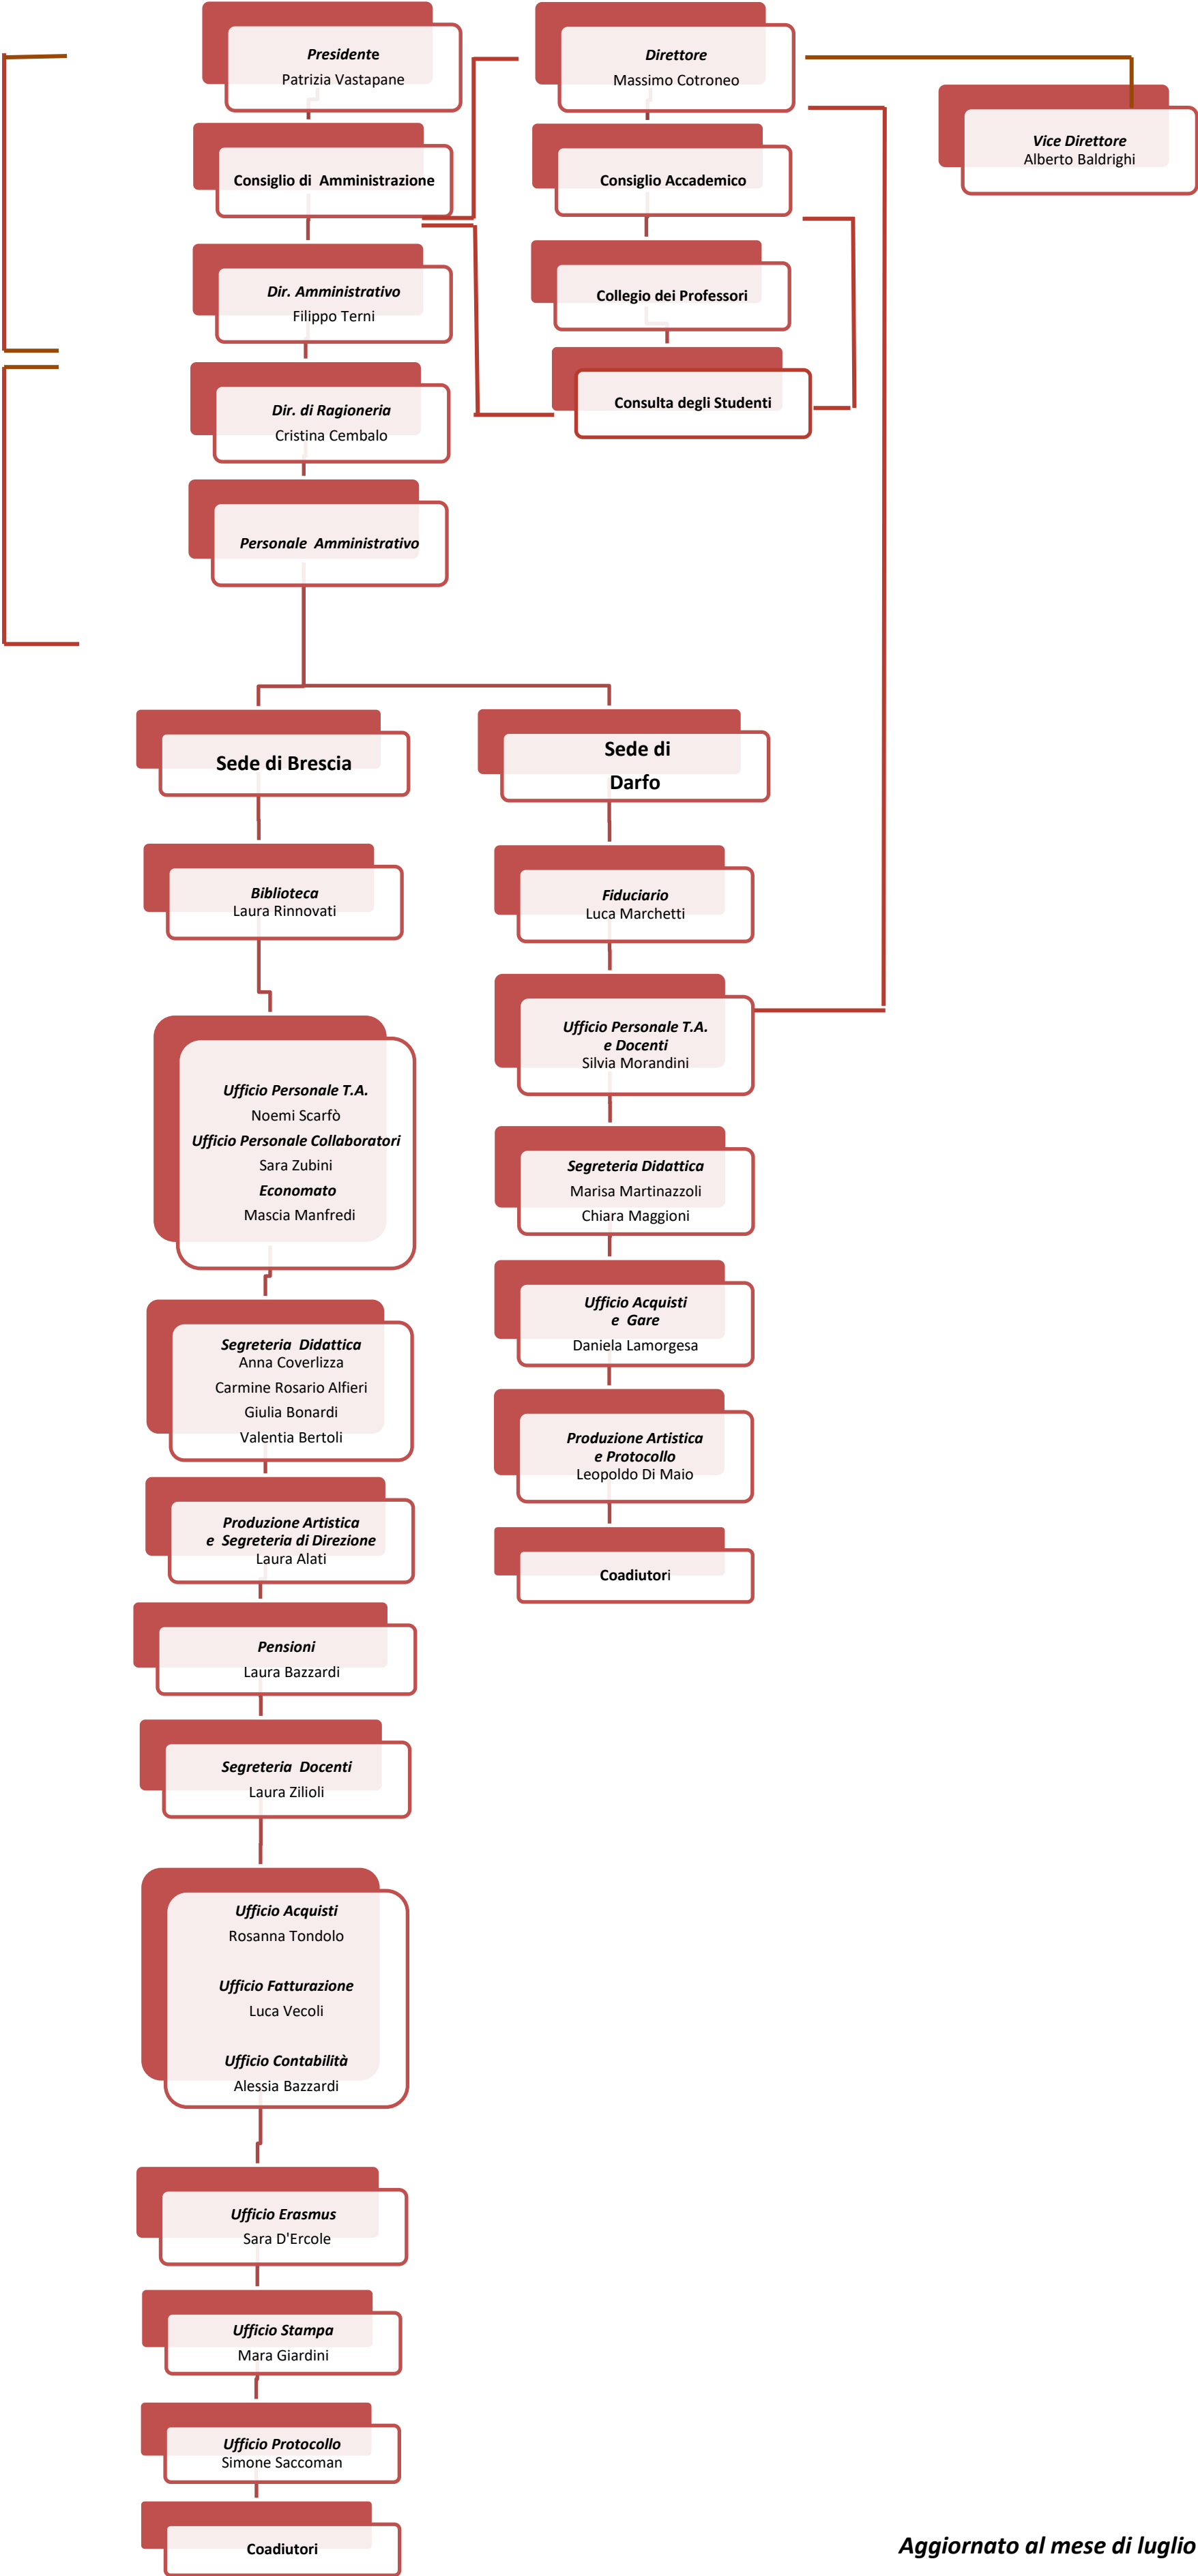 Presidente
Patrizia Vastapane
Consiglio di Amministrazione
Dir. Amministrativo
Filippo Terni
Dir. di Ragioneria
Cristina Cembalo
Personale Amministrativo
Direttore
Massimo Cotroneo
Consiglio Accademico
Collegio dei Professori
Consulta degli Studenti
Vice Direttore
Alberto Baldrighi
Sede di Brescia
Biblioteca
Laura Rinnovati
Ufficio Personale T.A.
Noemi Scarfò
Ufficio Personale Collaboratori
Sara Zubini
Economato
Mascia Manfredi
Segreteria Didattica
Anna Coverlizza
Carmine Rosario Alfieri
Giulia Bonardi
Valentia Bertoli
Produzione Artistica
e Segreteria di Direzione
Laura Alati
Pensioni
Laura Bazzardi
Segreteria Docenti
Laura Zilioli
Ufficio Acquisti
Rosanna Tondolo
Ufficio Fatturazione
Luca Vecoli
Ufficio Contabilità
Alessia Bazzardi
Ufficio Erasmus
Sara D'Ercole
Ufficio Stampa
Mara Giardini
Ufficio Protocollo
Simone Saccoman
Coadiutori
Sede di
Darfo
Fiduciario
Luca Marchetti
Ufficio Personale T.A.
e Docenti
Silvia Morandini
Segreteria Didattica
Marisa Martinazzoli
Chiara Maggioni
Ufficio Acquisti
e Gare
Daniela Lamorgesa
Produzione Artistica
e Protocollo
Leopoldo Di Maio
Coadiutori
Aggiornato al mese di luglio